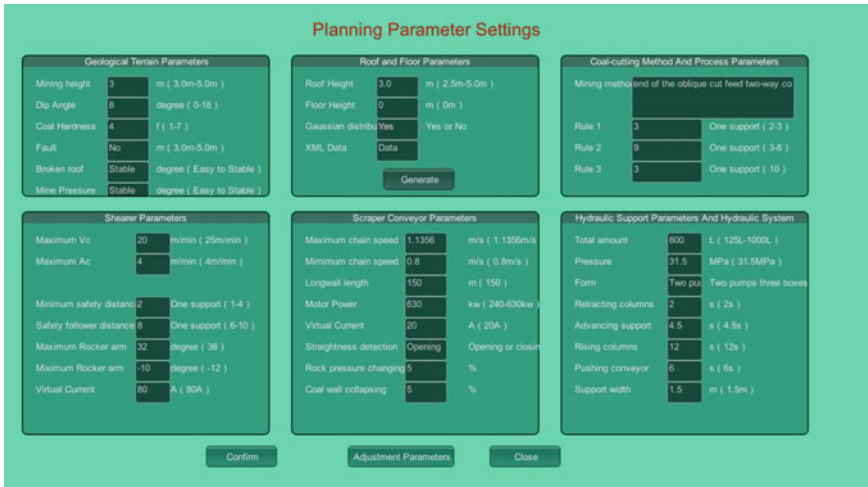 Planning Parameter Settings
Geological Terrain Parameters
Mining height 3 m ( 3.0m-5.0m )
Dip Angle 8 degree (0-18 )
Coal Hardness 4 f ( 1-7 )
Fault No m ( 3.0m-5.0m )
Broken roof Stable degree ( Easy to Stable )
Mine Pressure Stable degree ( Easy to Stable )
Roof and Floor Parameters
Roof Height 3.0 m ( 2.5m-5.0m )
Floor Height 0 m ( 0m )
Gaussian distribu Yes Yes or No
XML Data Data
Generate
Coal-cutting Method And Process Parameters
Mining metho end of the oblique cut feed two-way co
Rule 1 3 One support ( 2-3 )
Rule 2 9 One support ( 3-8 )
Rule 3 3 One support ( 10 )
Shearer Parameters
Maximum Vc 20 m/min ( 25m/min )
Maximum Ac 4 m/min ( 4m/min )
Minimum safety distanc 2 One support ( 1-4 )
Safety follower distance 8 One support ( 6-10 )
Maximum Rocker arm 32 degree ( 38 )
Miximum Rocker arm -10 degree ( -12 )
Virtual Current 80 A ( 80A )
Scraper Conveyor Parameters
Maximum chain speed 1.1356 m/s ( 1.1356m/s
Mimimum chain speed 0.8 m/s ( 0.8m/s )
Longwall length 150 m ( 150 )
Motor Power 630 kw ( 240-630kw )
Virtual Current 20 A ( 20A )
Straightness detection Opening Opening or closin
Rock pressure changing 5 %
Coal wall collapsing 5 %
Hydraulic Support Parameters And Hydraulic System
Total amount 800 L ( 125L-1000L )
Pressure 31.5 MPa ( 31.5MPa )
Form Two pu Two pumps three boxes
Retracting columns 2 s ( 2s )
Advancing support 4.5 s ( 4.5s )
Rising columns 12 s ( 12s )
Pushing conveyor 6 s ( 6s )
Support width 1.5 m ( 1.5m )
Confirm
Adjustment Parameters
Close